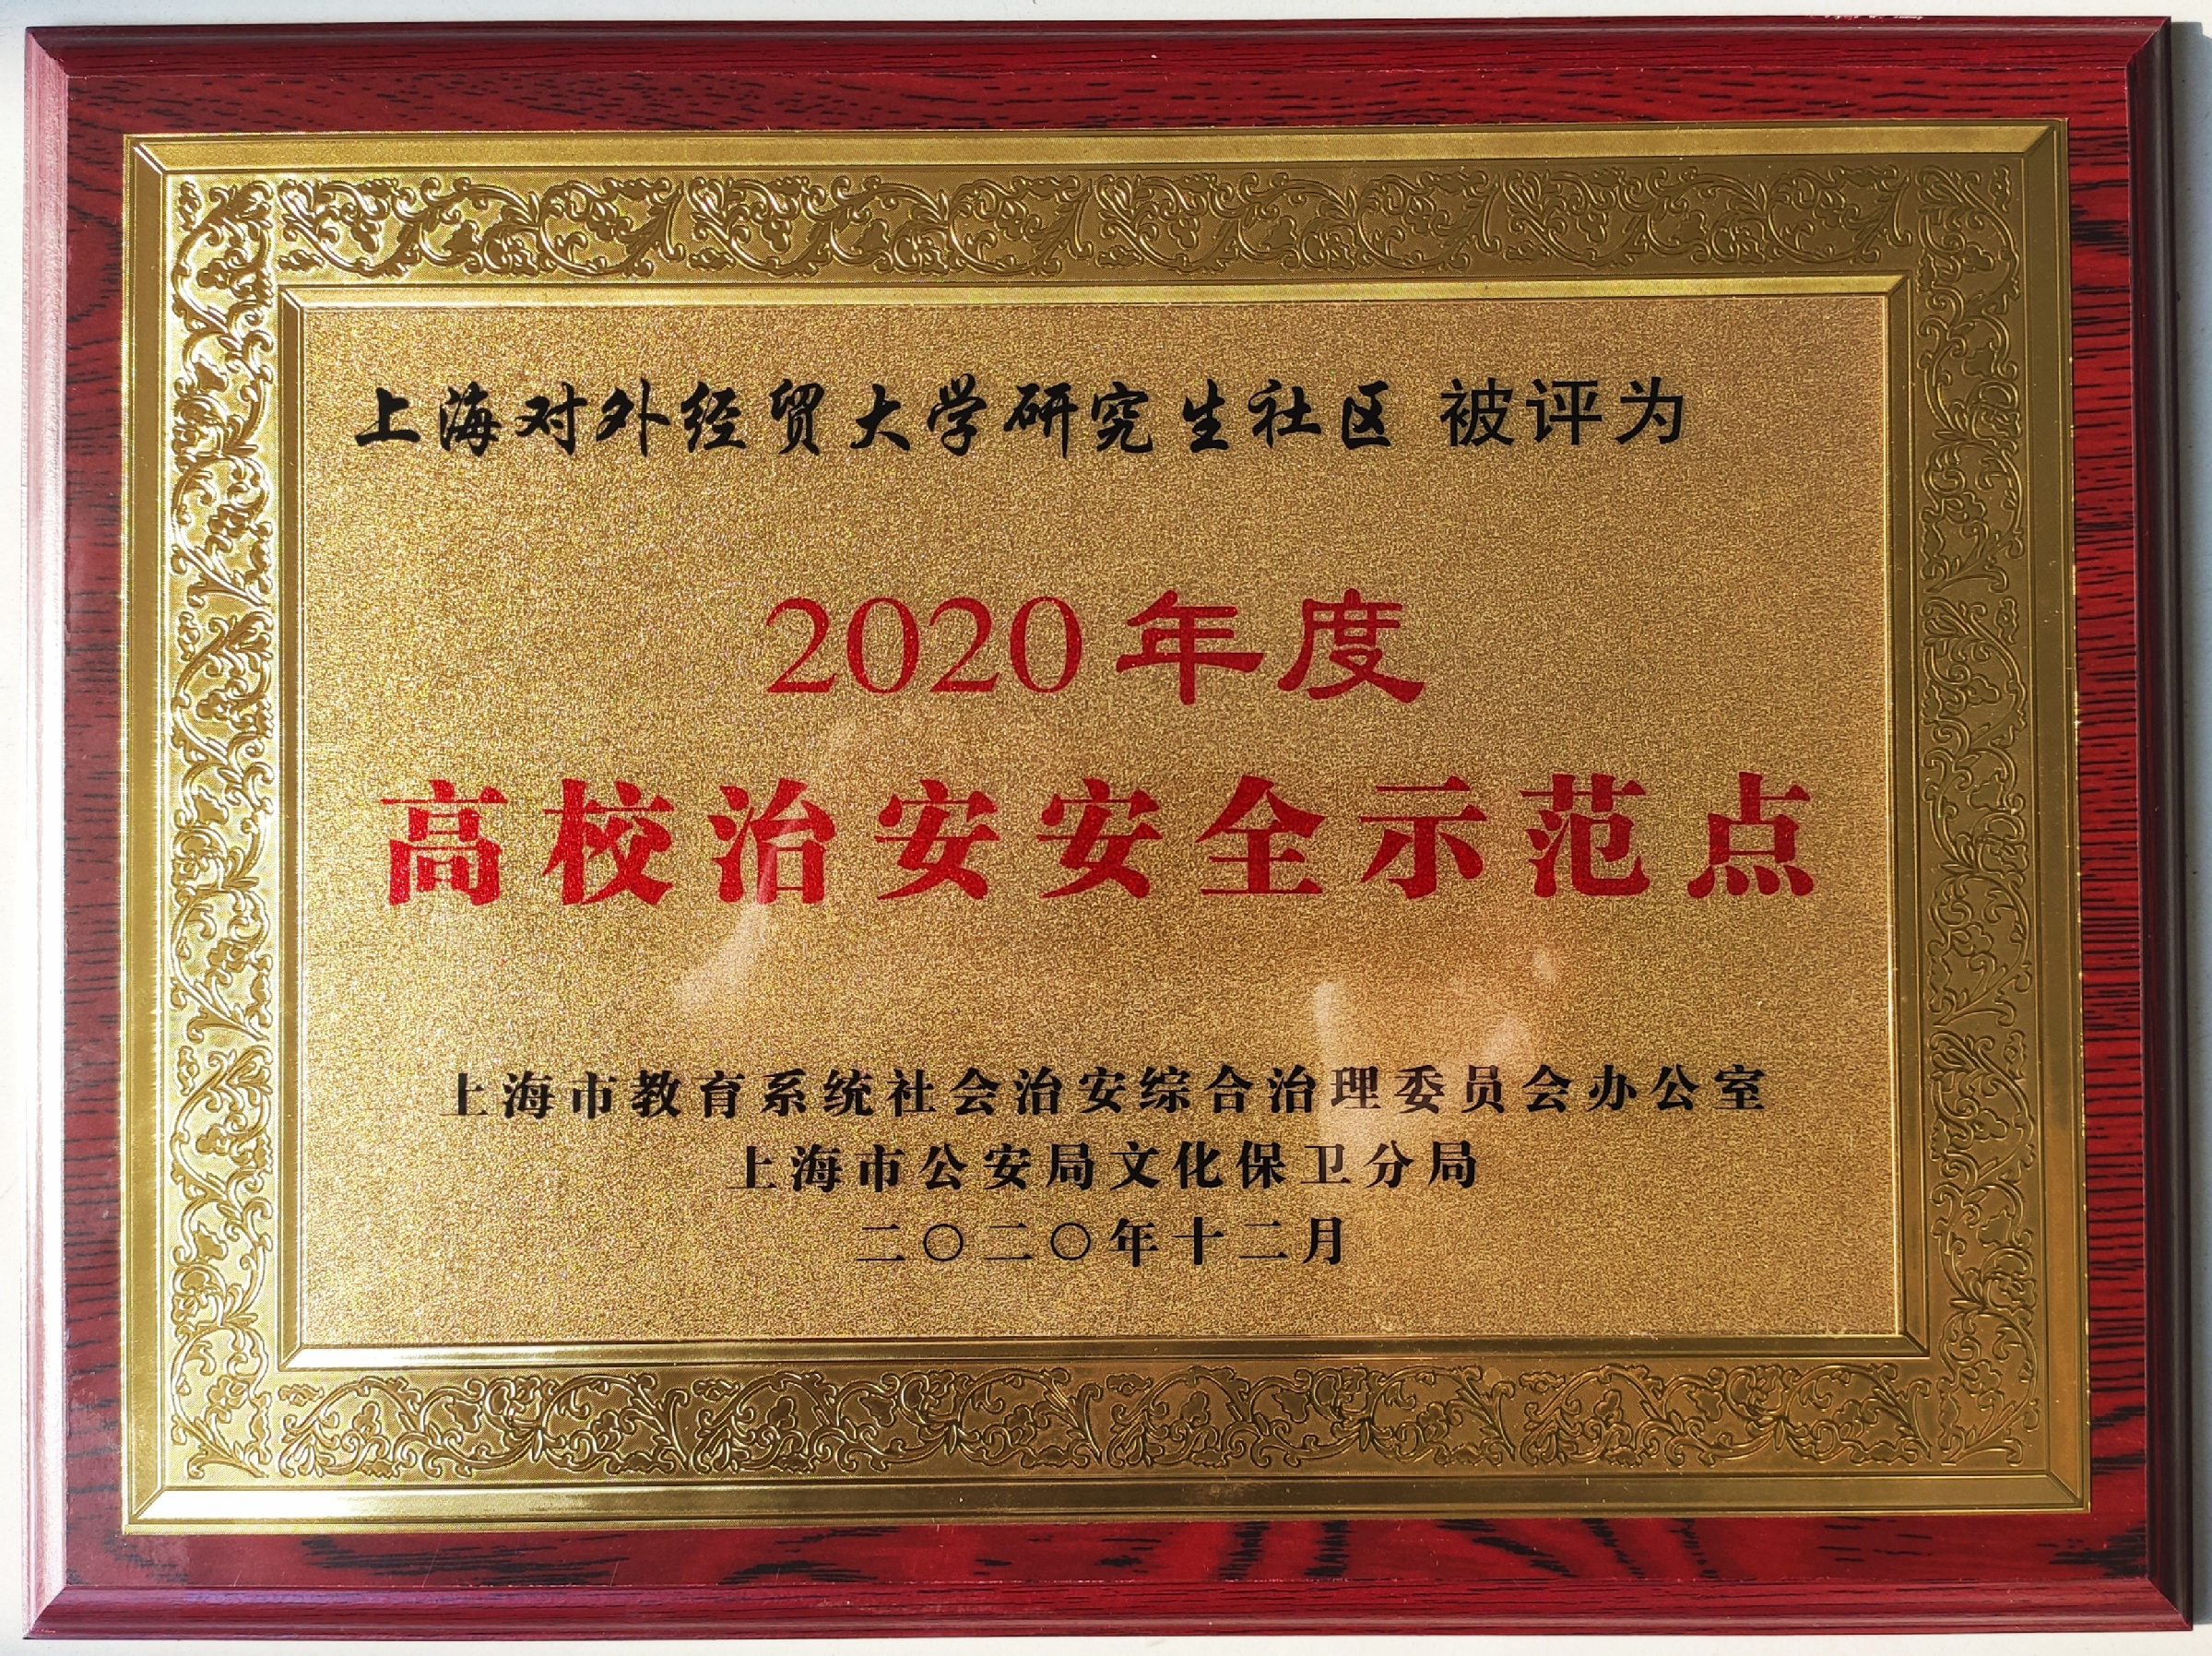 上海对外经贸大学研究生社区 被评为
2020年度
高校治安安全示范点
上海市教育系统社会治安综合治理委员会办公室
上海市公安局文化保卫分局
二〇二〇年十二月